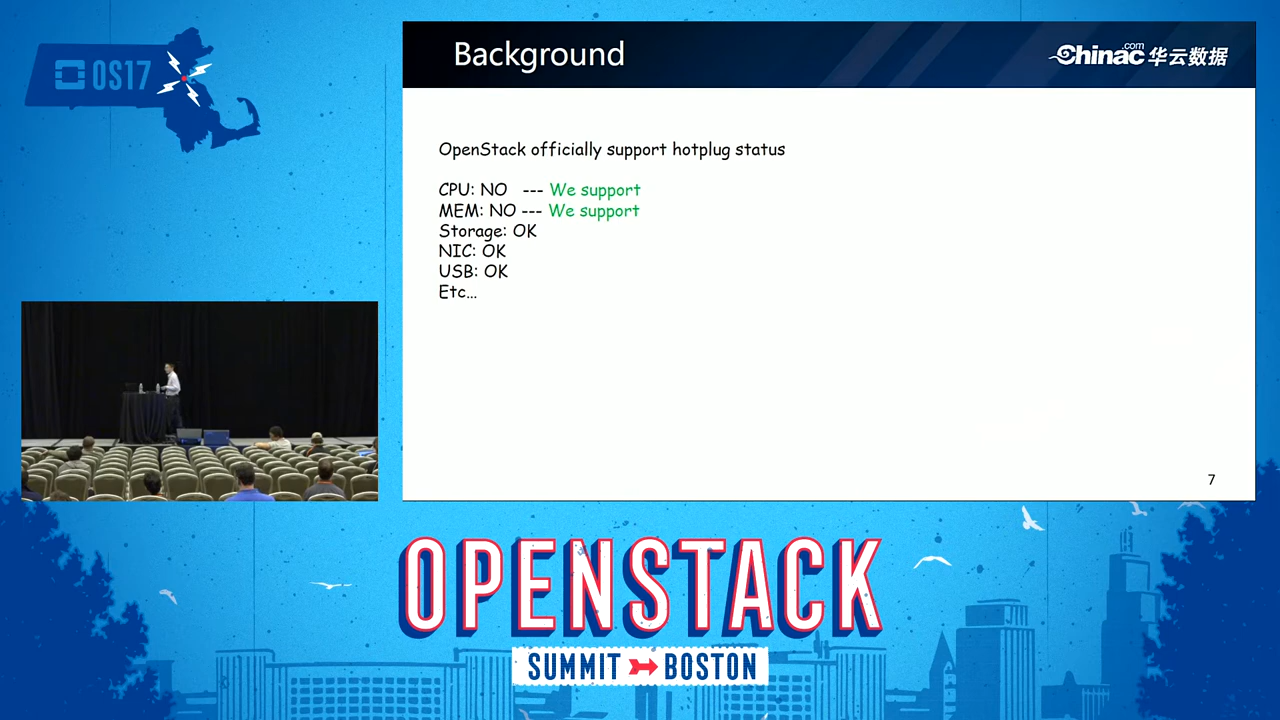 OS17
Background
Chinac.com 华云数据
OpenStack officially support hotplug status
CPU: NO --- We support
MEM: NO --- We support
Storage: OK
NIC: OK
USB: OK
Etc...
7
OPENSTACK
SUMMIT BOSTON